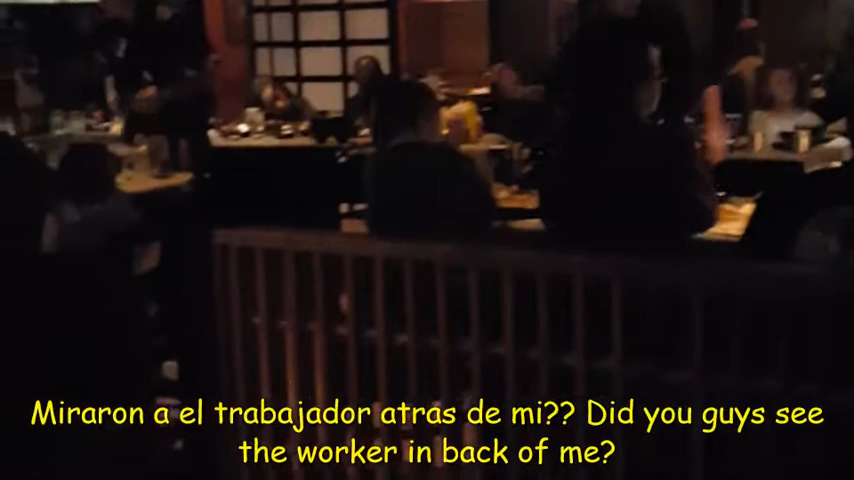 Miraron a el trabajador atras de mi?? Did you guys see
the worker in back of me?